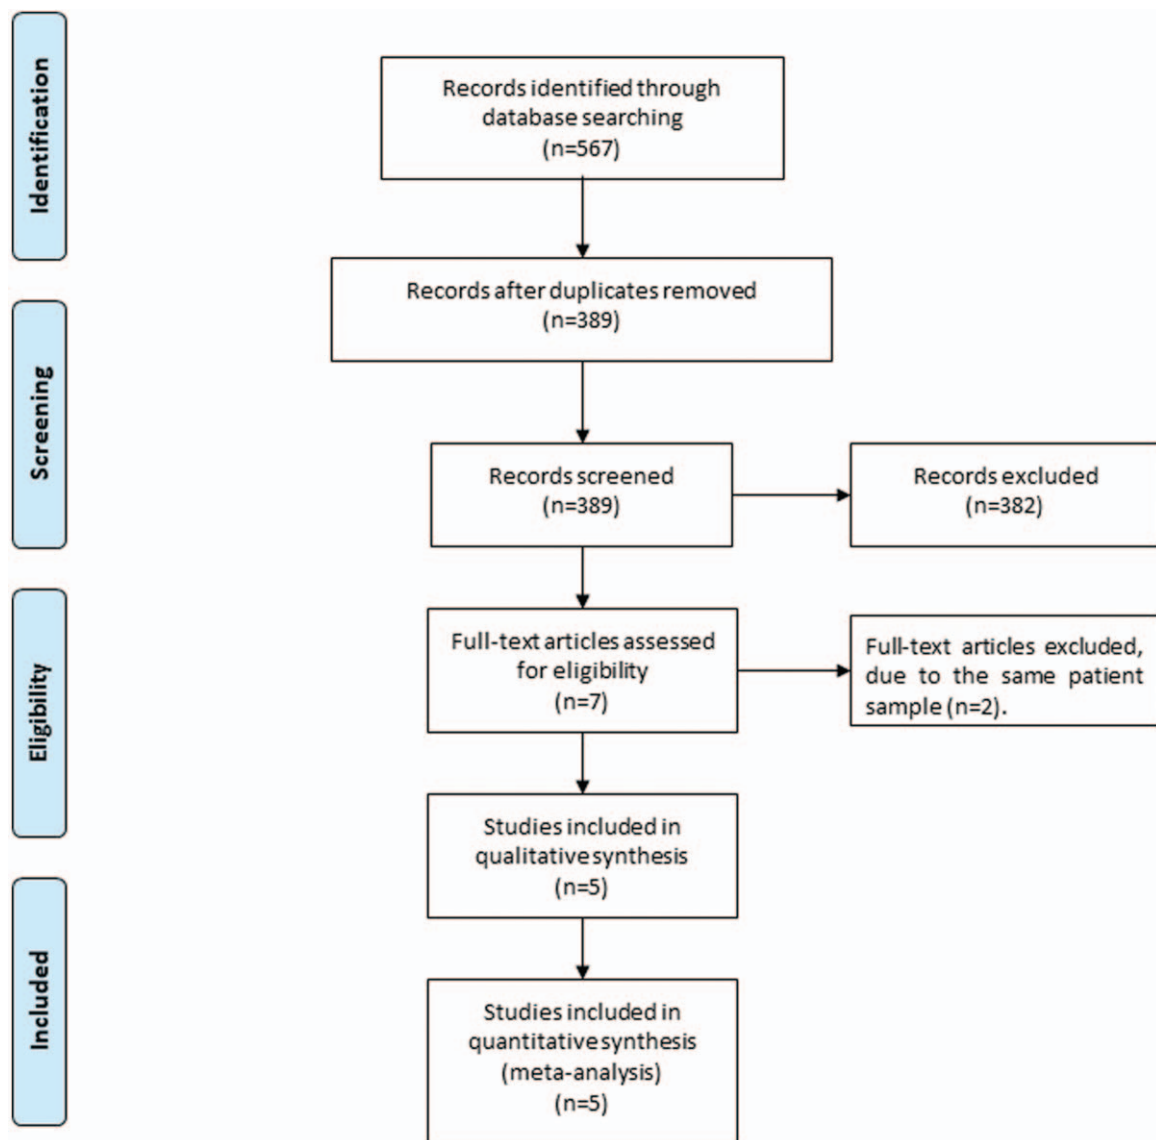 Identification
Records identified through
database searching
(n=567)
Records after duplicates removed
(n=389)
Screening
Records screened
(n=389)
Records excluded
(n=382)
Eligibility
Full-text articles assessed
for eligibility
(n=7)
Full-text articles excluded,
due to the same patient
sample (n=2).
Studies included in
qualitative synthesis
(n=5)
Included
Studies included in
quantitative synthesis
(meta-analysis)
(n=5)